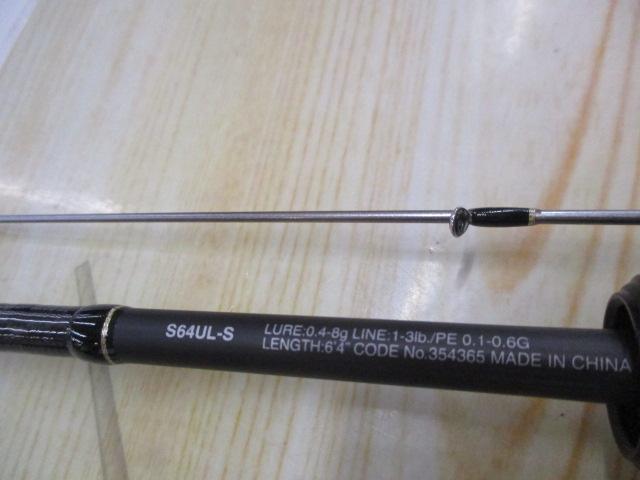 S64UL-S LURE:0.4-8g LINE:1-3lb./PE 0.1-0.6G
LENGTH:6'4" CODE No.354365 MADE IN CHINA